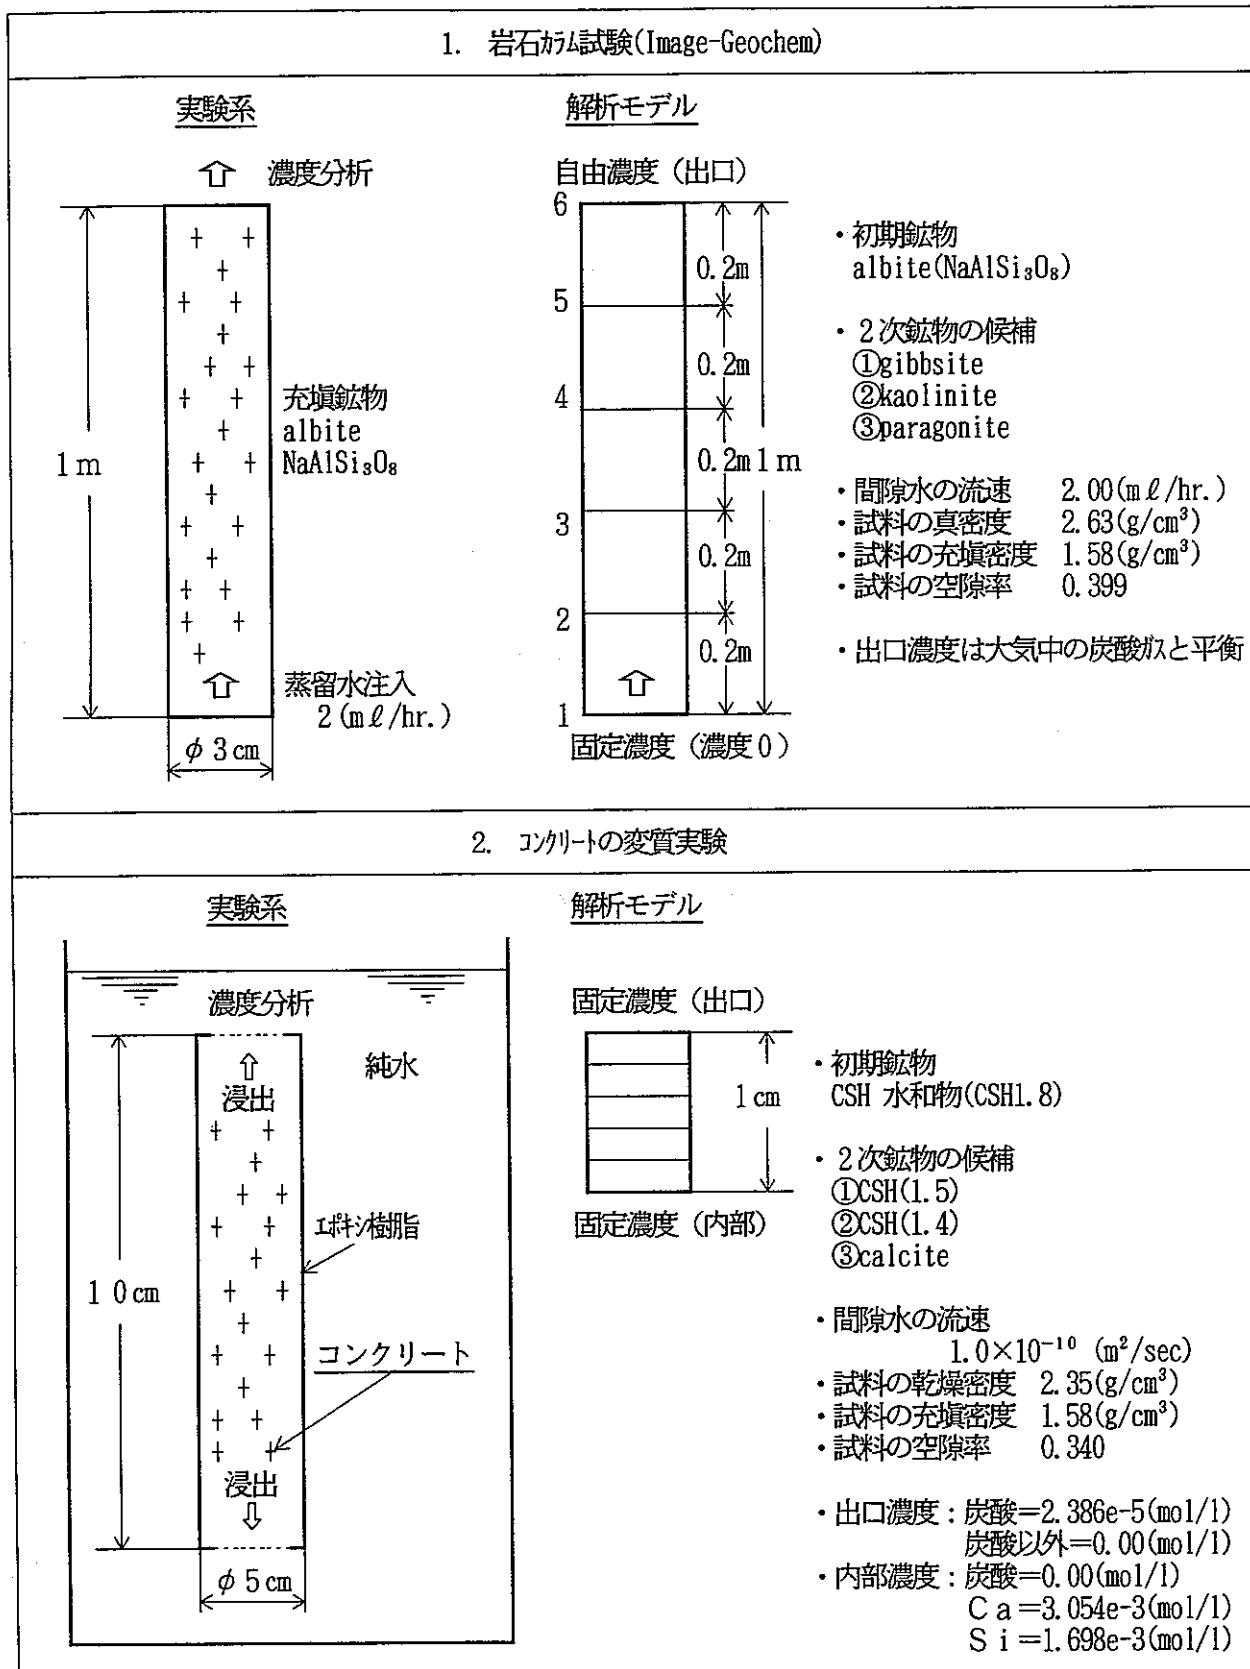 1. 岩石ｶﾗﾑ試験(Image-Geochem)
実験系
解析モデル
濃度分析
自由濃度（出口）
6
・初期鉱物
albite(NaAlSi₃O₈)
0.2m
5
・２次鉱物の候補
①gibbsite
②kaolinite
③paragonite
0.2m
充填鉱物
albite
NaAlSi₃O₈
4
1m
0.2m
1m
・間隙水の流速 2.00(mℓ/hr.)
・試料の真密度 2.63(g/cm³)
・試料の充填密度 1.58(g/cm³)
・試料の空隙率 0.399
3
0.2m
2
0.2m
・出口濃度は大気中の炭酸ｶﾞｽと平衡
蒸留水注入
2(mℓ/hr.)
1
固定濃度（濃度0）
φ3cm
2. ｺﾝｸﾘｰﾄの変質実験
実験系
解析モデル
濃度分析
固定濃度（出口）
純水
浸出
1cm
・初期鉱物
CSH 水和物(CSH1.8)
・２次鉱物の候補
①CSH(1.5)
②CSH(1.4)
③calcite
固定濃度（内部）
ｴﾎﾟｷｼ樹脂
10cm
コンクリート
・間隙水の流速
1.0×10⁻¹⁰ (m²/sec)
・試料の乾燥密度 2.35(g/cm³)
・試料の充填密度 1.58(g/cm³)
・試料の空隙率 0.340
浸出
φ5cm
・出口濃度：炭酸=2.386e-5(mol/l)
炭酸以外=0.00(mol/l)
・内部濃度：炭酸=0.00(mol/l)
Ｃａ=3.054e-3(mol/l)
Ｓｉ=1.698e-3(mol/l)